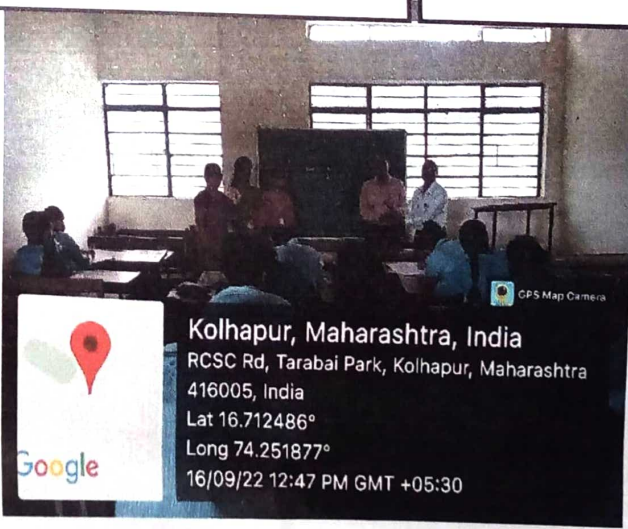 GPS Map Camera
Kolhapur, Maharashtra, India
RCSC Rd, Tarabai Park, Kolhapur, Maharashtra
416005, India
Lat 16.712486°
Long 74.251877°
16/09/22 12:47 PM GMT +05:30
Google